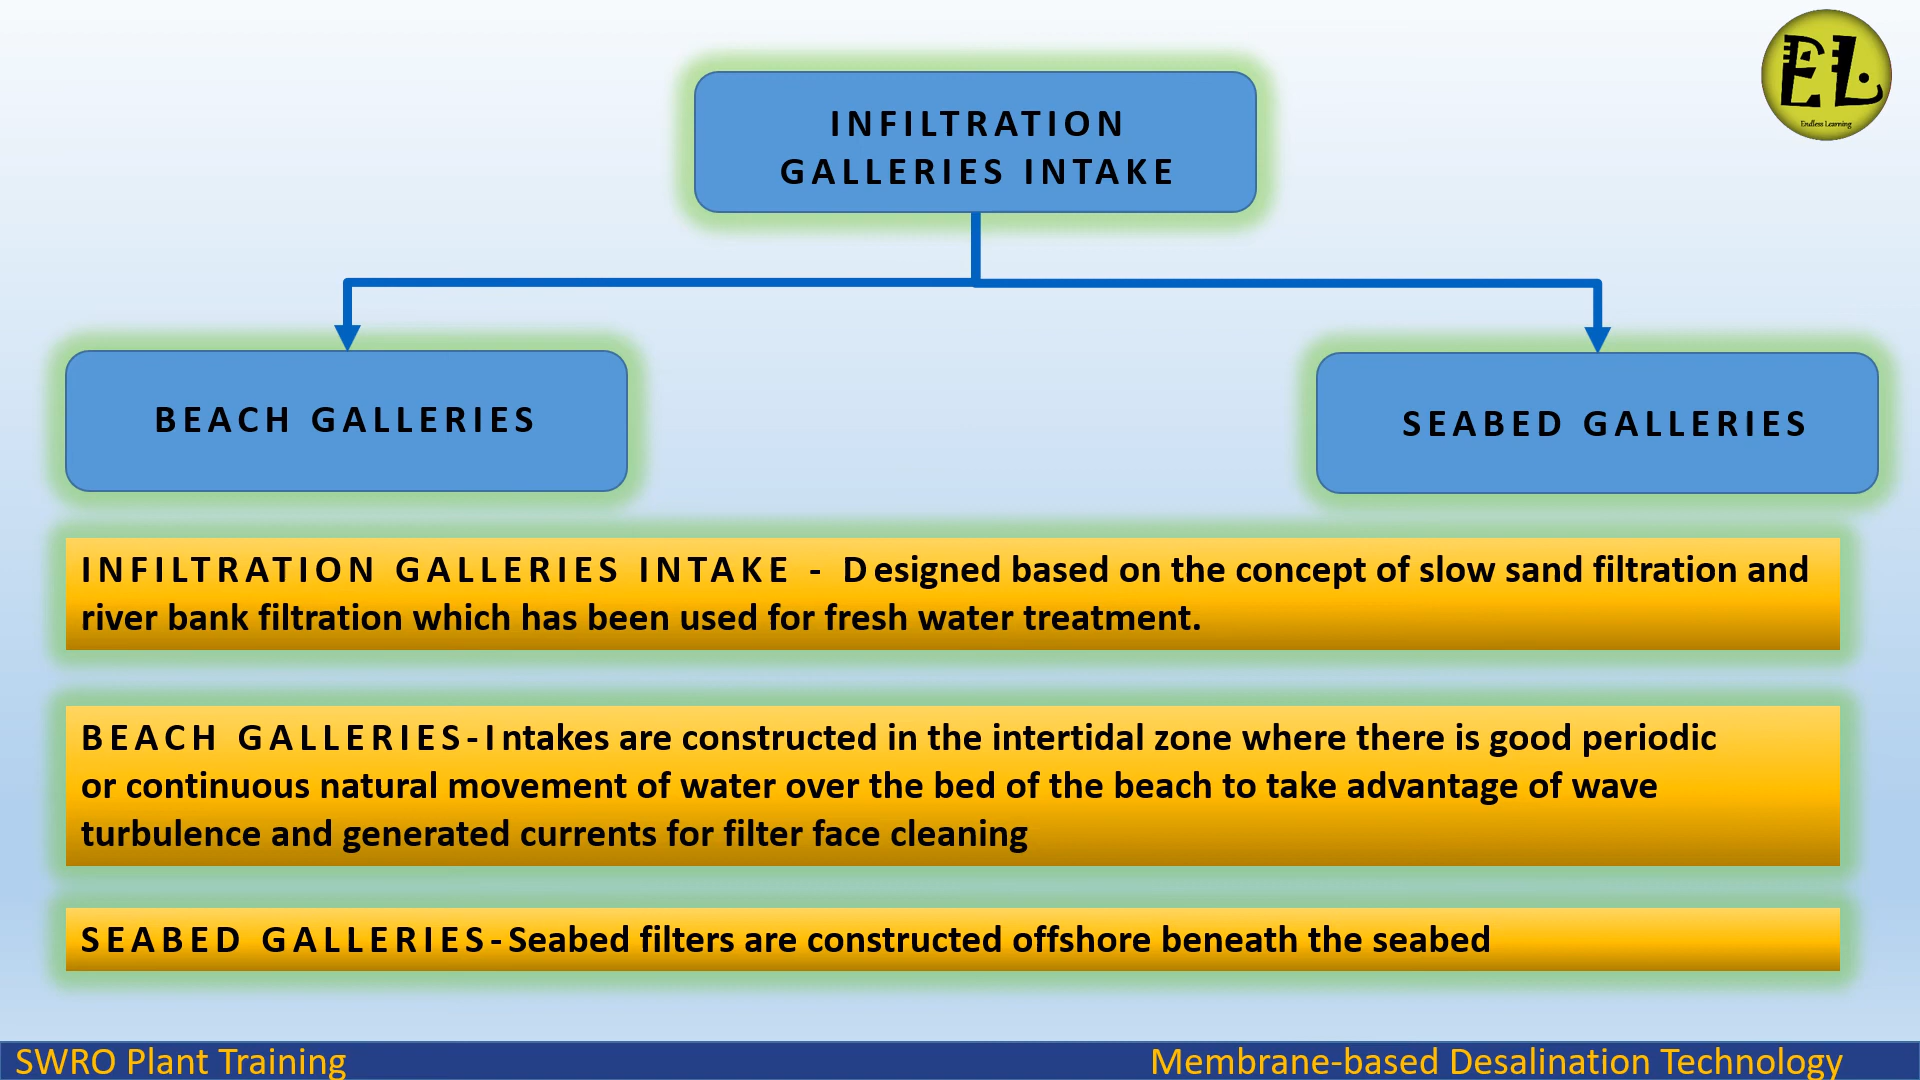 EL
Endless Learning
INFILTRATION
GALLERIES INTAKE
BEACH GALLERIES
SEABED GALLERIES
INFILTRATION GALLERIES INTAKE - Designed based on the concept of slow sand filtration and
river bank filtration which has been used for fresh water treatment.
BEACH GALLERIES-Intakes are constructed in the intertidal zone where there is good periodic
or continuous natural movement of water over the bed of the beach to take advantage of wave
turbulence and generated currents for filter face cleaning
SEABED GALLERIES-Seabed filters are constructed offshore beneath the seabed
SWRO Plant Training
Membrane-based Desalination Technology